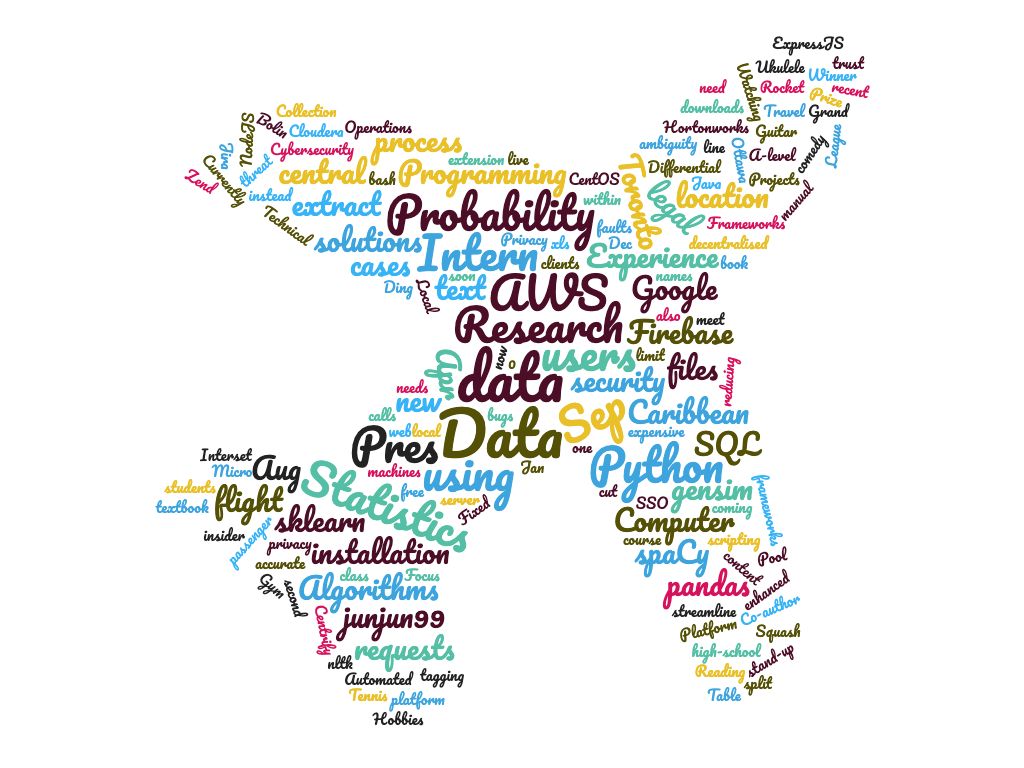 ExpressJS
Ukulele
trust
Winner
recent
Watching
need
Rocket
Prize
downloads
Travel
Grand
Collection
Bolin
Cloudera
Operations
NodeJS
Hortonworks
Guitar
League
Cybersecurity
process
ambiguity
line
Ottawa
A-level
comedy
Jiva
threat
extension
live
Differential
Currently
Zend
central
bash
Programming
CentOS
Toronto
Java
Projects
instead
extract
Probability
within
legal
location
manual
Technical
solutions
Intern
Privacy
xls
faults
Dec
Frameworks
decentralised
cases
soon
clients
Experience
names
book
Ding
Local
text
AWS
Google
Research
also
meet
Firebase
Apr
now
o
users
limit
files
reducing
data
security
needs
new
calls
bugs
Sep
Caribbean
web
local
Data
expensive
Pres
one
SQL
Interset
Micro
Aug
machines
using
Jan
Python
students
Statistics
free
server
Fixed
cut
SSO
gensim
frameworks
textbook
flight
coming
insider
passenger
sklearn
Computer
privacy
installation
course
scripting
accurate
spaCy
content
Pool
Gym
second
class
Focus
Algorithms
pandas
enhanced
Centrify
junjun99
streamline
Co-author
requests
Platform
Squash
nltk
high-school
stand-up
Automated
tagging
Reading
Tennis
platform
Table
split
Hobbies